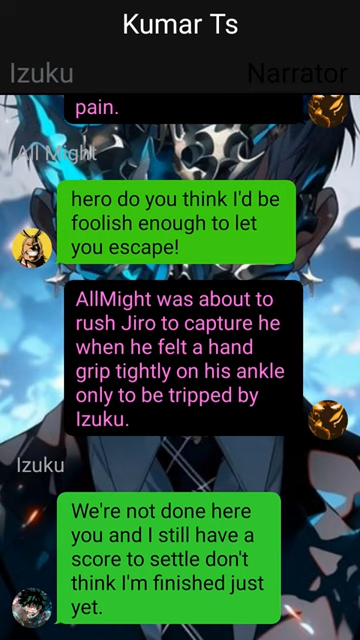 Kumar Ts
Izuku
Narrator
pain.
All Might
hero do you think I'd be
foolish enough to let
you escape!
AllMight was about to
rush Jiro to capture he
when he felt a hand
grip tightly on his ankle
only to be tripped by
Izuku.
Izuku
We're not done here
you and I still have a
score to settle don't
think I'm finished just
yet.